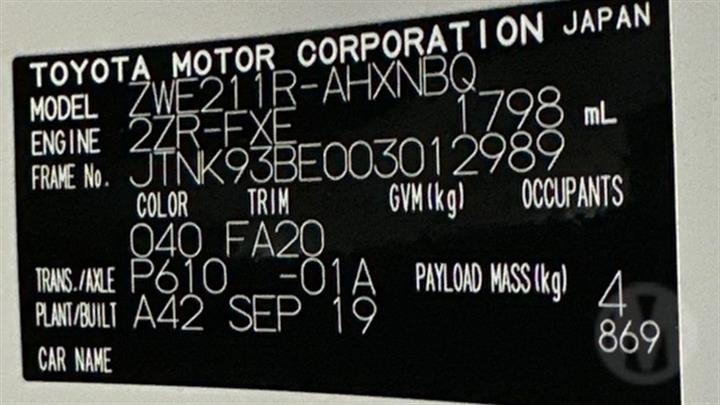 TOYOTA MOTOR CORPORATION JAPAN
MODEL ZWE211R-AHXNBQ
ENGINE 2ZR-FXE 1798 mL
FRAME No. JTNK93BE003012989
COLOR TRIM GVM(kg) OCCUPANTS
040 FA20
TRANS./AXLE P610 -01A PAYLOAD MASS(kg) 4
PLANT/BUILT A42 SEP 19 869
CAR NAME